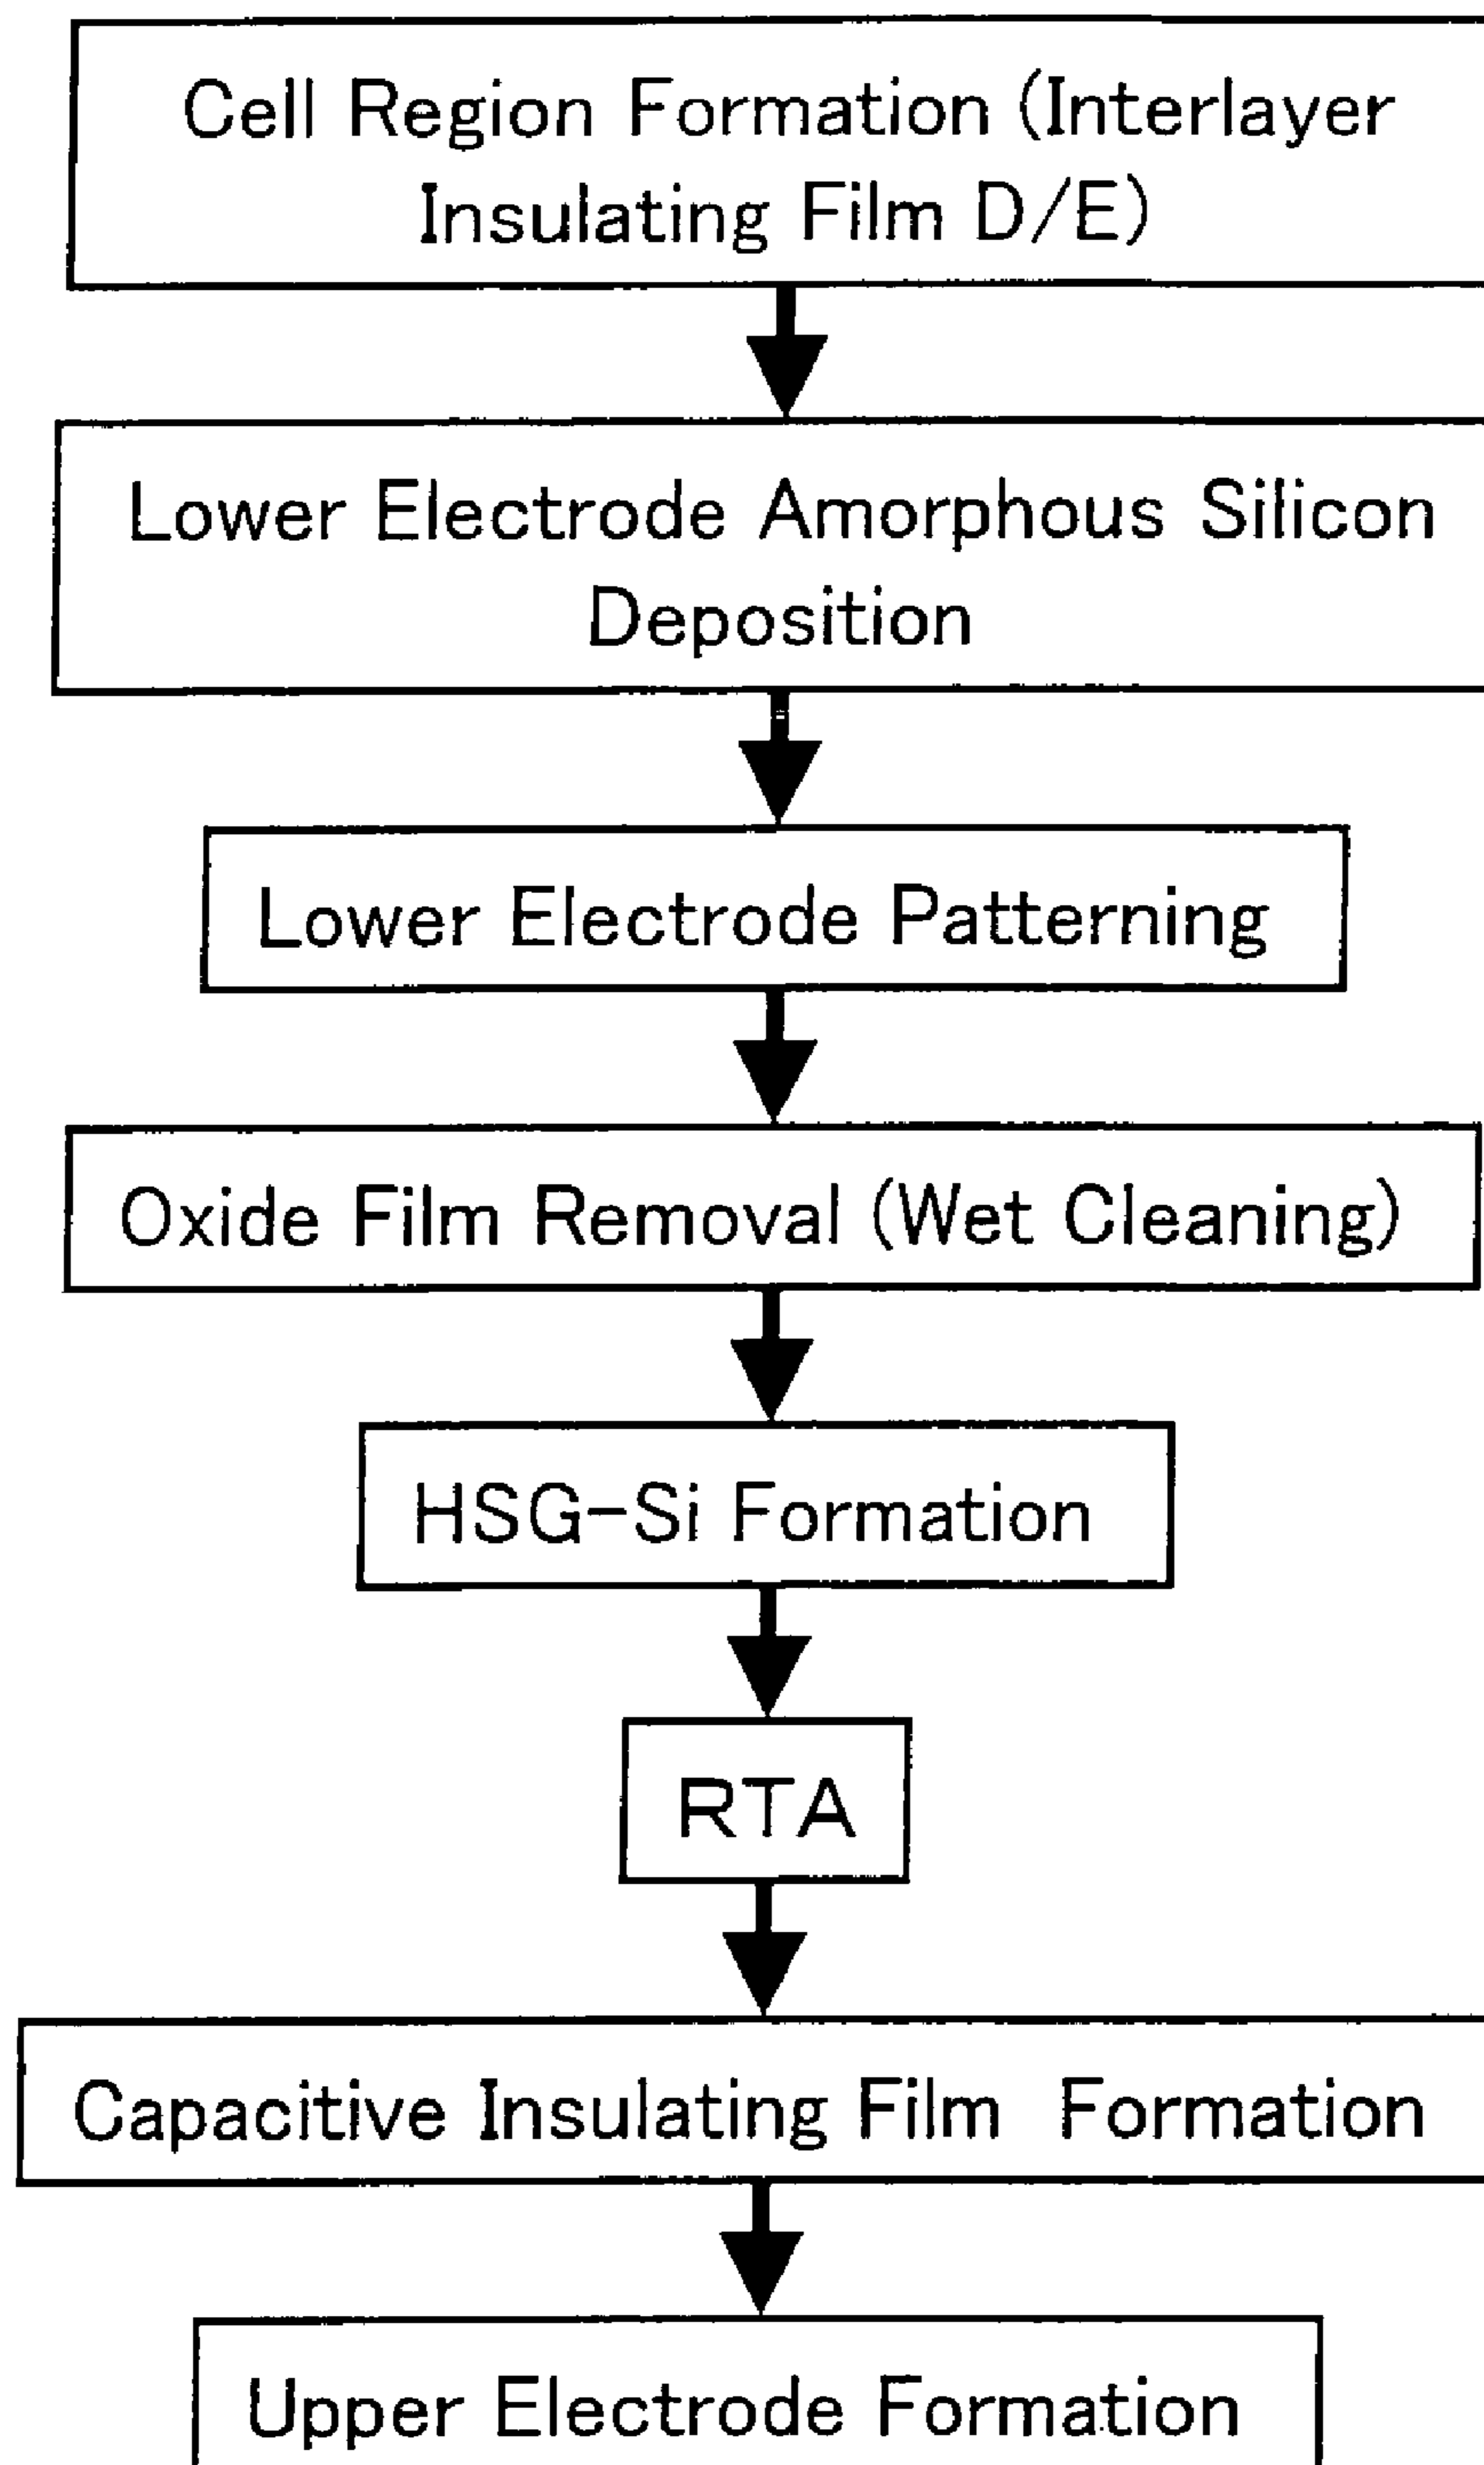 Cell Region Formation (Interlayer
Insulating Film D/E)
Lower Electrode Amorphous Silicon
Deposition
Lower Electrode Patterning
Oxide Film Removal (Wet Cleaning)
HSG-Si Formation
RTA
Capacitive Insulating Film Formation
Upper Electrode Formation